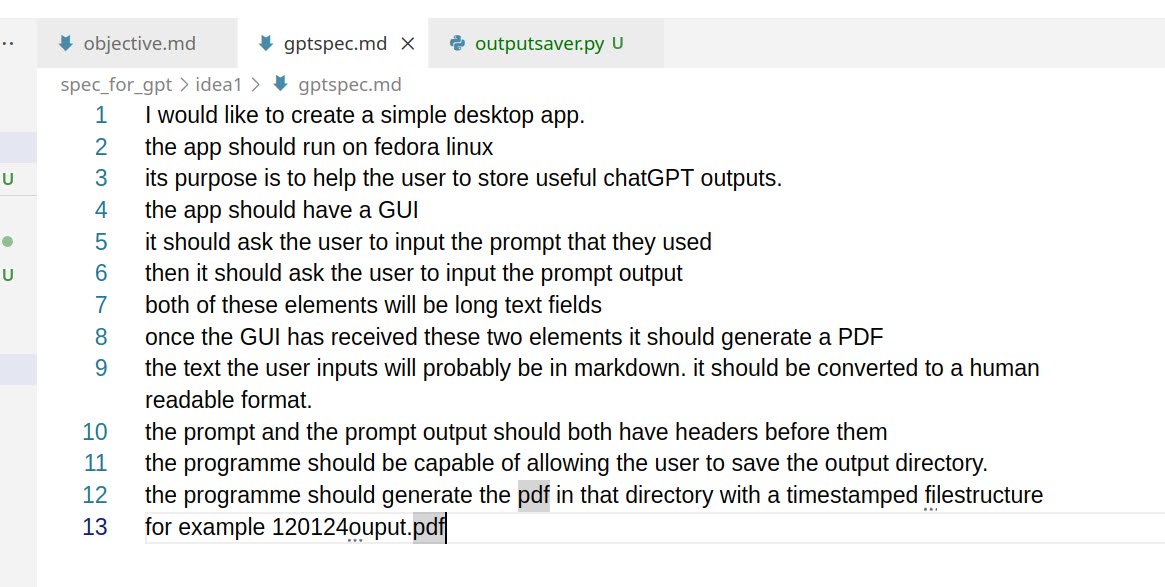 objective.md
gptspec.md
outputsaver.py U
spec_for_gpt > idea1 > gptspec.md
1 I would like to create a simple desktop app.
2 the app should run on fedora linux
U
3 its purpose is to help the user to store useful chatGPT outputs.
4 the app should have a GUI
5 it should ask the user to input the prompt that they used
U
6 then it should ask the user to input the prompt output
7 both of these elements will be long text fields
8 once the GUI has received these two elements it should generate a PDF
9 the text the user inputs will probably be in markdown. it should be converted to a human
readable format.
10 the prompt and the prompt output should both have headers before them
11 the programme should be capable of allowing the user to save the output directory.
12 the programme should generate the pdf in that directory with a timestamped filestructure
13 for example 120124ouput.pdf